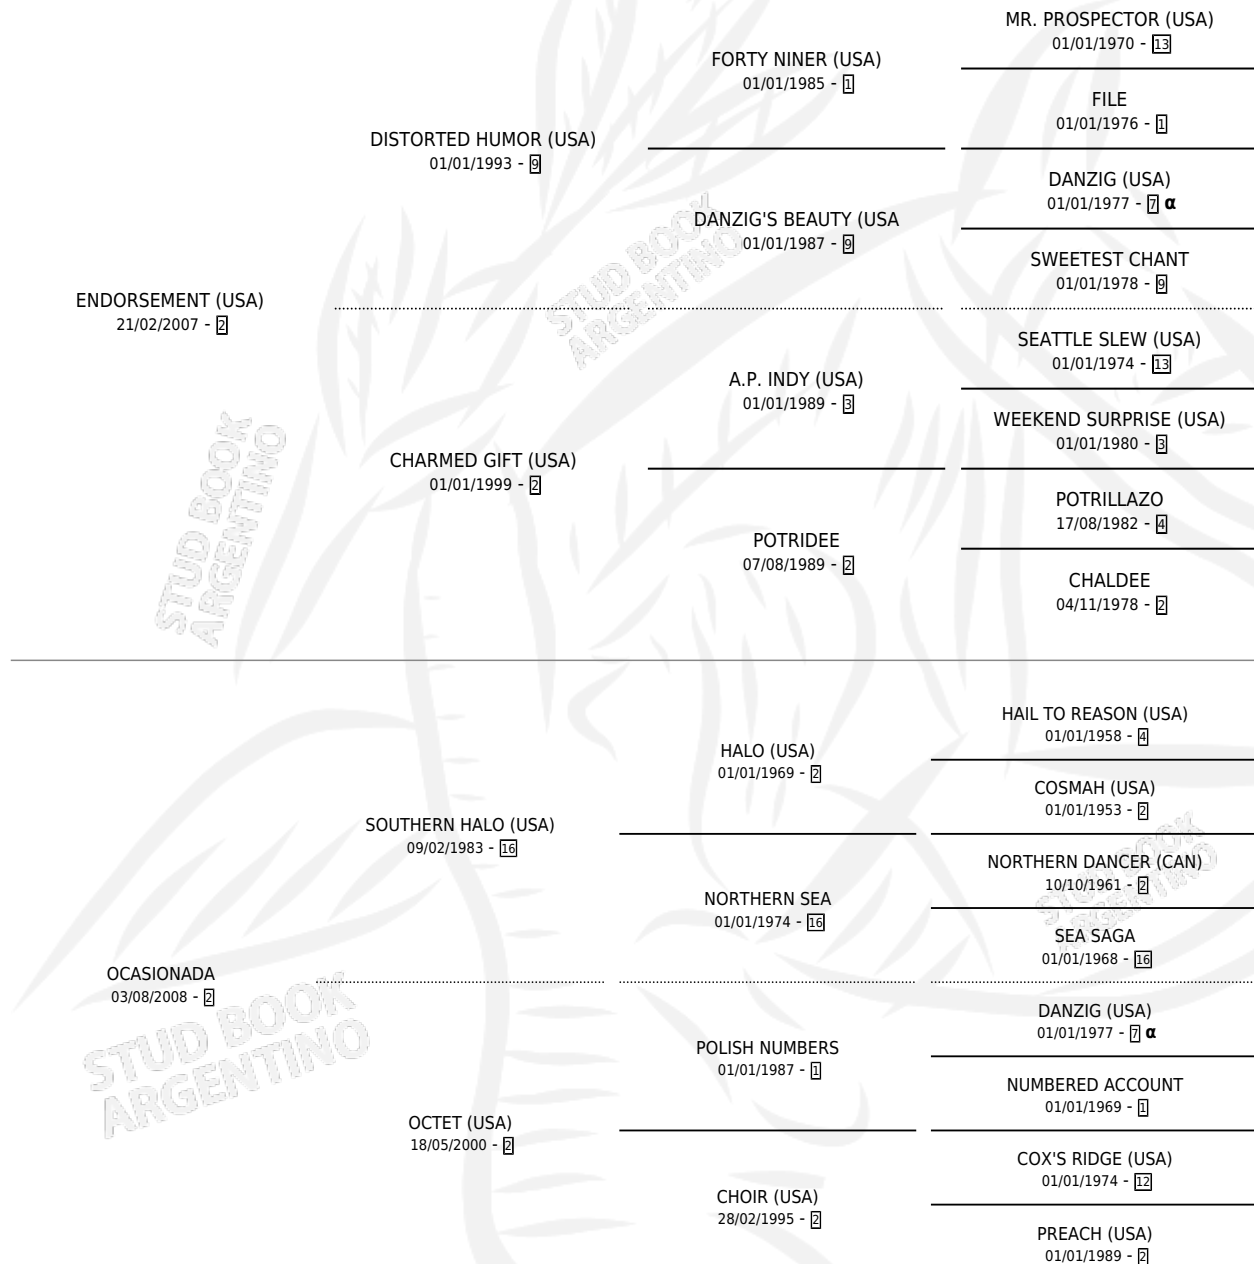 MR. PROSPECTOR (USA)
01/01/1970 - 13
FORTY NINER (USA)
01/01/1985 - 1
FILE
01/01/1976 - 1
DISTORTED HUMOR (USA)
01/01/1993 - 9
DANZIG (USA)
01/01/1977 - 7 α
DANZIG'S BEAUTY (USA
01/01/1987 - 9
SWEETEST CHANT
01/01/1978 - 9
ENDORSEMENT (USA)
21/02/2007 - 2
SEATTLE SLEW (USA)
01/01/1974 - 13
A.P. INDY (USA)
01/01/1989 - 3
WEEKEND SURPRISE (USA)
01/01/1980 - 3
CHARMED GIFT (USA)
01/01/1999 - 2
POTRILLAZO
17/08/1982 - 4
POTRIDEE
07/08/1989 - 2
CHALDEE
04/11/1978 - 2
HAIL TO REASON (USA)
01/01/1958 - 4
HALO (USA)
01/01/1969 - 2
COSMAH (USA)
01/01/1953 - 2
SOUTHERN HALO (USA)
09/02/1983 - 16
NORTHERN DANCER (CAN)
10/10/1961 - 2
NORTHERN SEA
01/01/1974 - 16
SEA SAGA
01/01/1968 - 16
OCASIONADA
03/08/2008 - 2
DANZIG (USA)
01/01/1977 - 7 α
POLISH NUMBERS
01/01/1987 - 1
NUMBERED ACCOUNT
01/01/1969 - 1
OCTET (USA)
18/05/2000 - 2
COX'S RIDGE (USA)
01/01/1974 - 12
CHOIR (USA)
28/02/1995 - 2
PREACH (USA)
01/01/1989 - 2
STUD BOOK
ARGENTINO
STUD BOOK
ARGENTINO
STUD BOOK
ARGENTINO
STUD BOOK
ARGENTINO